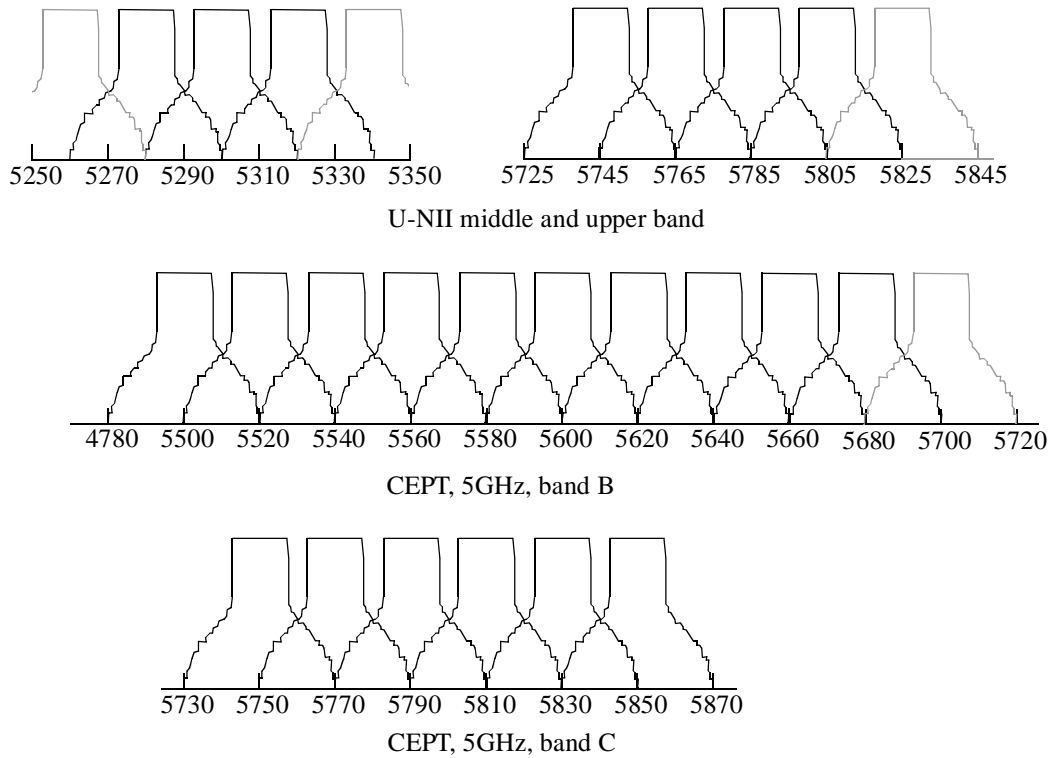 5250 5270 5290 5310 5330 5350
5725 5745 5765 5785 5805 5825 5845
U-NII middle and upper band
4780 5500 5520 5540 5560 5580 5600 5620 5640 5660 5680 5700 5720
CEPT, 5GHz, band B
5730 5750 5770 5790 5810 5830 5850 5870
CEPT, 5GHz, band C